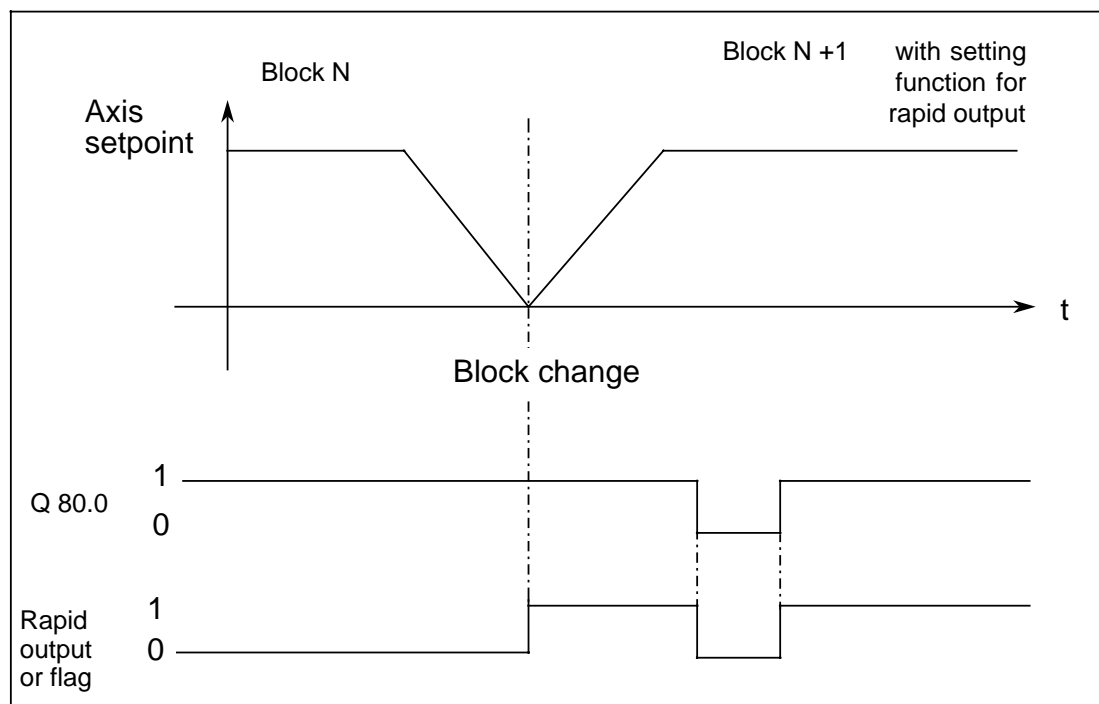 Block N
Block N +1
with setting
function for
rapid output
Axis
setpoint
t
Block change
1
Q 80.0
0
1
Rapid
output
or flag
0